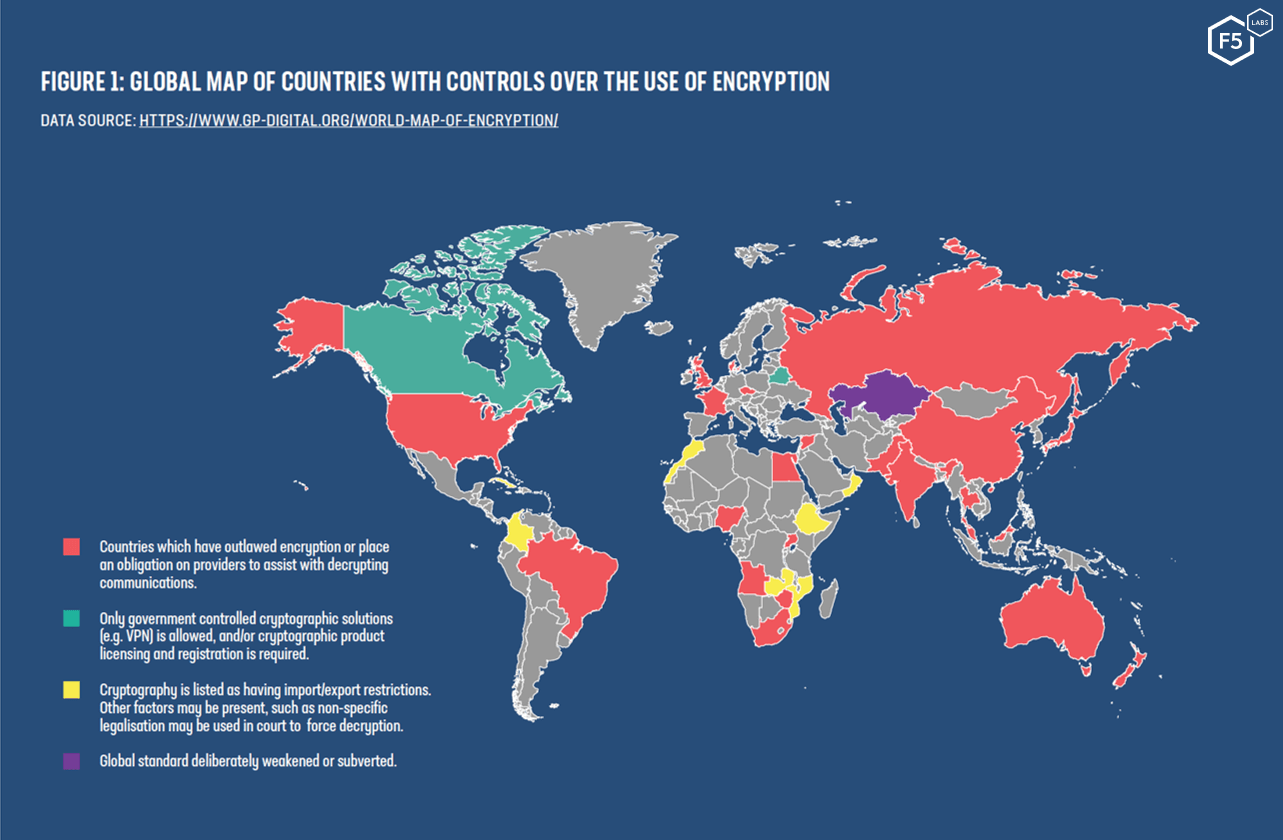 F5
LABS
FIGURE 1: GLOBAL MAP OF COUNTRIES WITH CONTROLS OVER THE USE OF ENCRYPTION
DATA SOURCE: HTTPS://WWW.GP-DIGITAL.ORG/WORLD-MAP-OF-ENCRYPTION/
Countries which have outlawed encryption or place
an obligation on providers to assist with decrypting
communications.
Only government controlled cryptographic solutions
(e.g. VPN) is allowed, and/or cryptographic product
licensing and registration is required.
Cryptography is listed as having import/export restrictions.
Other factors may be present, such as non-specific
legalisation may be used in court to force decryption.
Global standard deliberately weakened or subverted.